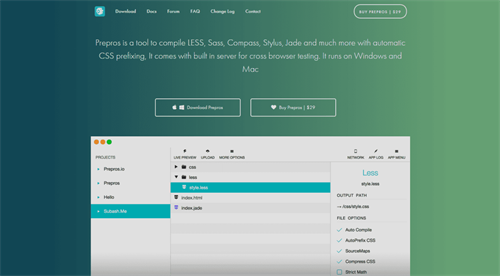 Download Docs Forum FAQ Change Log Contact BUY PREPROS | $29
Prepros is a tool to compile LESS, Sass, Compass, Stylus, Jade and much more with automatic
CSS prefixing, It comes with built in server for cross browser testing. It runs on Windows and
Mac
Download Prepros Buy Prepros | $29
PROJECTS
Prepros.io
Prepros
Hello
Subash.Me
LIVE PREVIEW UPLOAD MORE OPTIONS
css
less
style.less
index.html
index.jade
NETWORK APP LOG APP MENU
Less
style.less
OUTPUT PATH
/css/style.css
FILE OPTIONS
Auto Compile
AutoPrefix CSS
SourceMaps
Compress CSS
Strict Math